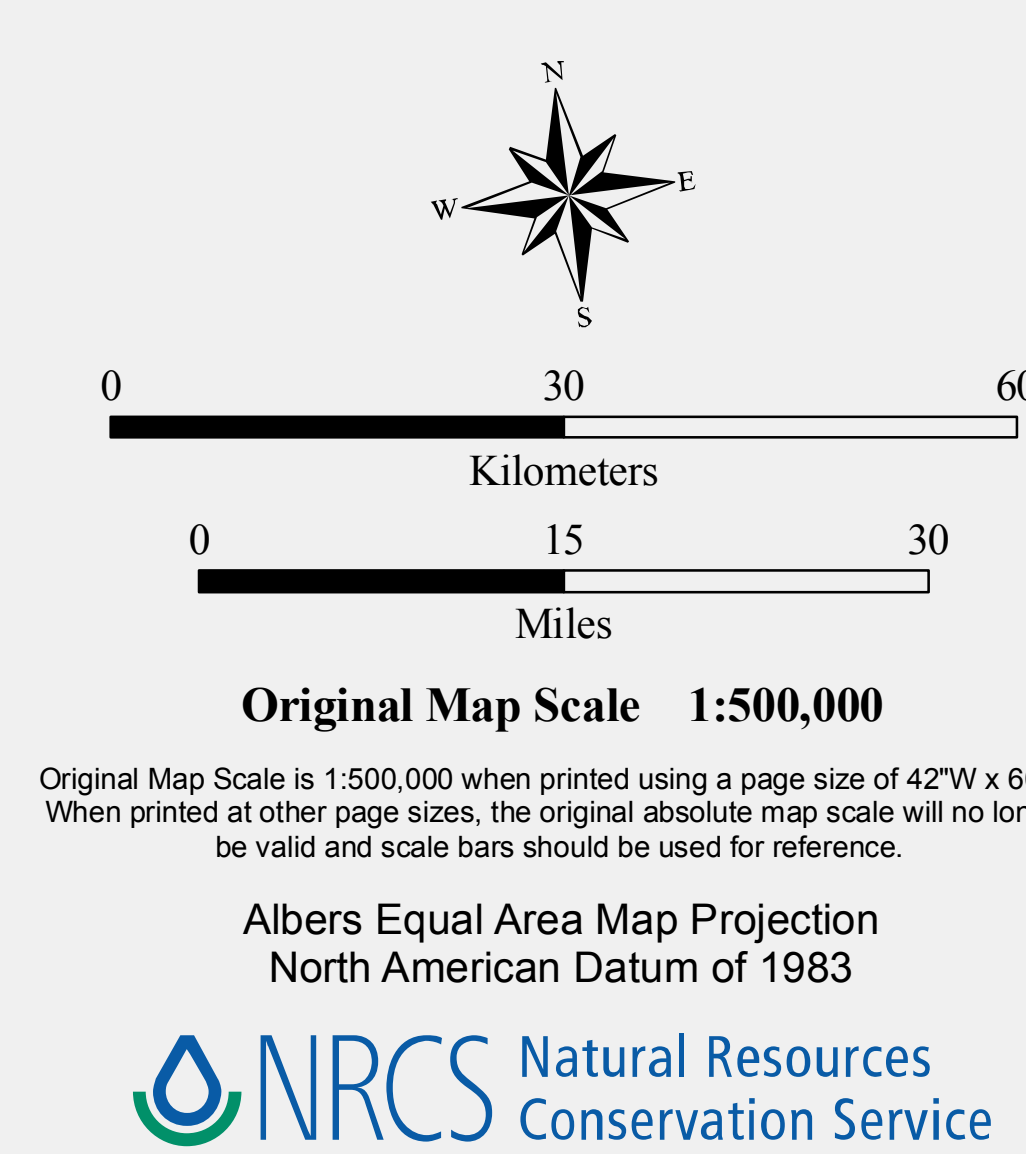 N
W E
S
0 30 60
Kilometers
0 15 30
Miles
Original Map Scale 1:500,000
Original Map Scale is 1:500,000 when printed using a page size of 42"W x
When printed at other page sizes, the original absolute map scale will no
be valid and scale bars should be used for reference.
Albers Equal Area Map Projection
North American Datum of 1983
NRCS Natural Resources
Conservation Service